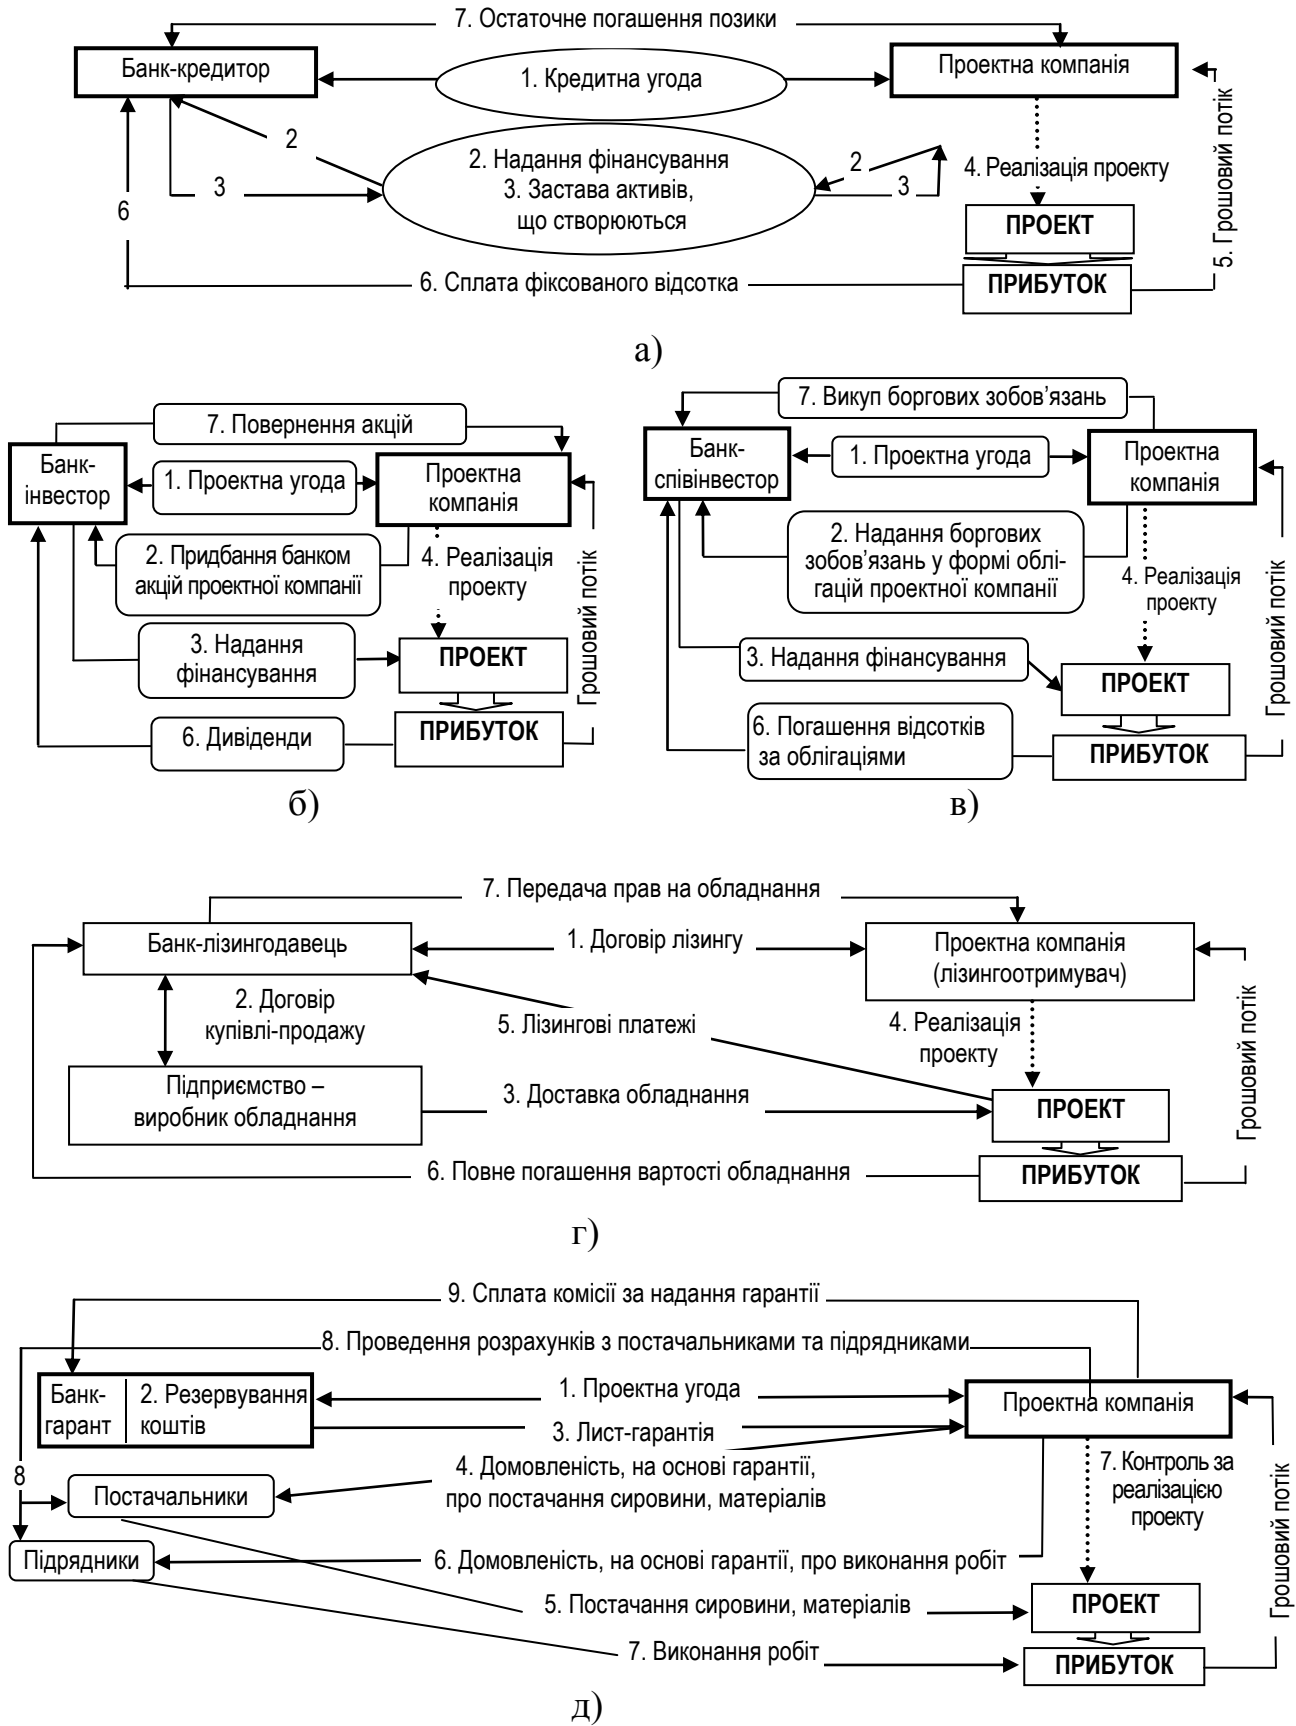 7. Остаточне погашення позики
Банк-кредитор
1. Кредитна угода
Проектна компанія
2
2. Надання фінансування
3. Застава активів,
що створюються
2
3
3
4. Реалізація проекту
5. Грошовий потік
6
ПРОЕКТ
6. Сплата фіксованого відсотка
ПРИБУТОК
а)
7. Повернення акцій
Банк-
інвестор
1. Проектна угода
Проектна
компанія
2. Придбання банком
акцій проектної компанії
4. Реалізація
проекту
Грошовий потік
3. Надання
фінансування
ПРОЕКТ
6. Дивіденди
ПРИБУТОК
б)
7. Викуп боргових зобов’язань
Банк-
співінвестор
1. Проектна угода
Проектна
компанія
2. Надання боргових
зобов’язань у формі облі-
гацій проектної компанії
4. Реалізація
проекту
Грошовий потік
3. Надання фінансування
ПРОЕКТ
6. Погашення відсотків
за облігаціями
ПРИБУТОК
в)
7. Передача прав на обладнання
Банк-лізингодавець
1. Договір лізингу
Проектна компанія
(лізингоотримувач)
2. Договір
купівлі-продажу
5. Лізингові платежі
4. Реалізація
проекту
Грошовий потік
Підприємство –
виробник обладнання
3. Доставка обладнання
ПРОЕКТ
6. Повне погашення вартості обладнання
ПРИБУТОК
г)
9. Сплата комісії за надання гарантії
8. Проведення розрахунків з постачальниками та підрядниками
Банк-
гарант
2. Резервування
коштів
1. Проектна угода
Проектна компанія
3. Лист-гарантія
8
4. Домовленість, на основі гарантії,
про постачання сировини, матеріалів
7. Контроль за
реалізацією
проекту
Грошовий потік
Постачальники
Підрядники
6. Домовленість, на основі гарантії, про виконання робіт
5. Постачання сировини, матеріалів
ПРОЕКТ
7. Виконання робіт
ПРИБУТОК
д)